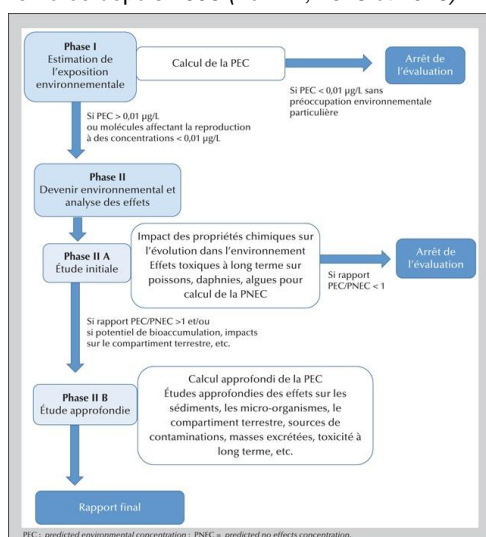 Phase I
Estimation de
l'exposition
environnementale
Calcul de la PEC
Arrêt de
l'évaluation
Si PEC < 0,01 µg/L sans
préoccupation environnementale
particulière
Si PEC > 0,01 µg/L
ou molécules affectant la reproduction
à des concentrations < 0,01 µg/L
Phase II
Devenir environnemental et
analyse des effets
Phase II A
Étude initiale
Impact des propriétés chimiques sur
l'évolution dans l'environnement
Effets toxiques à long terme sur
poissons, daphnies, algues pour
calcul de la PNEC
Arrêt de
l'évaluation
Si rapport
PEC/PNEC < 1
Si rapport PEC/PNEC >1 et/ou
si potentiel de bioaccumulation, impacts
sur le compartiment terrestre, etc.
Phase II B
Étude approfondie
Calcul approfondi de la PEC
Études approfondies des effets sur les
sédiments, les micro-organismes, le
compartiment terrestre, sources de
contaminations, masses excrétées, toxicité à
long terme, etc.
Rapport final
PEC : predicted environmental concentration ; PNEC = predicted no effects concentration.